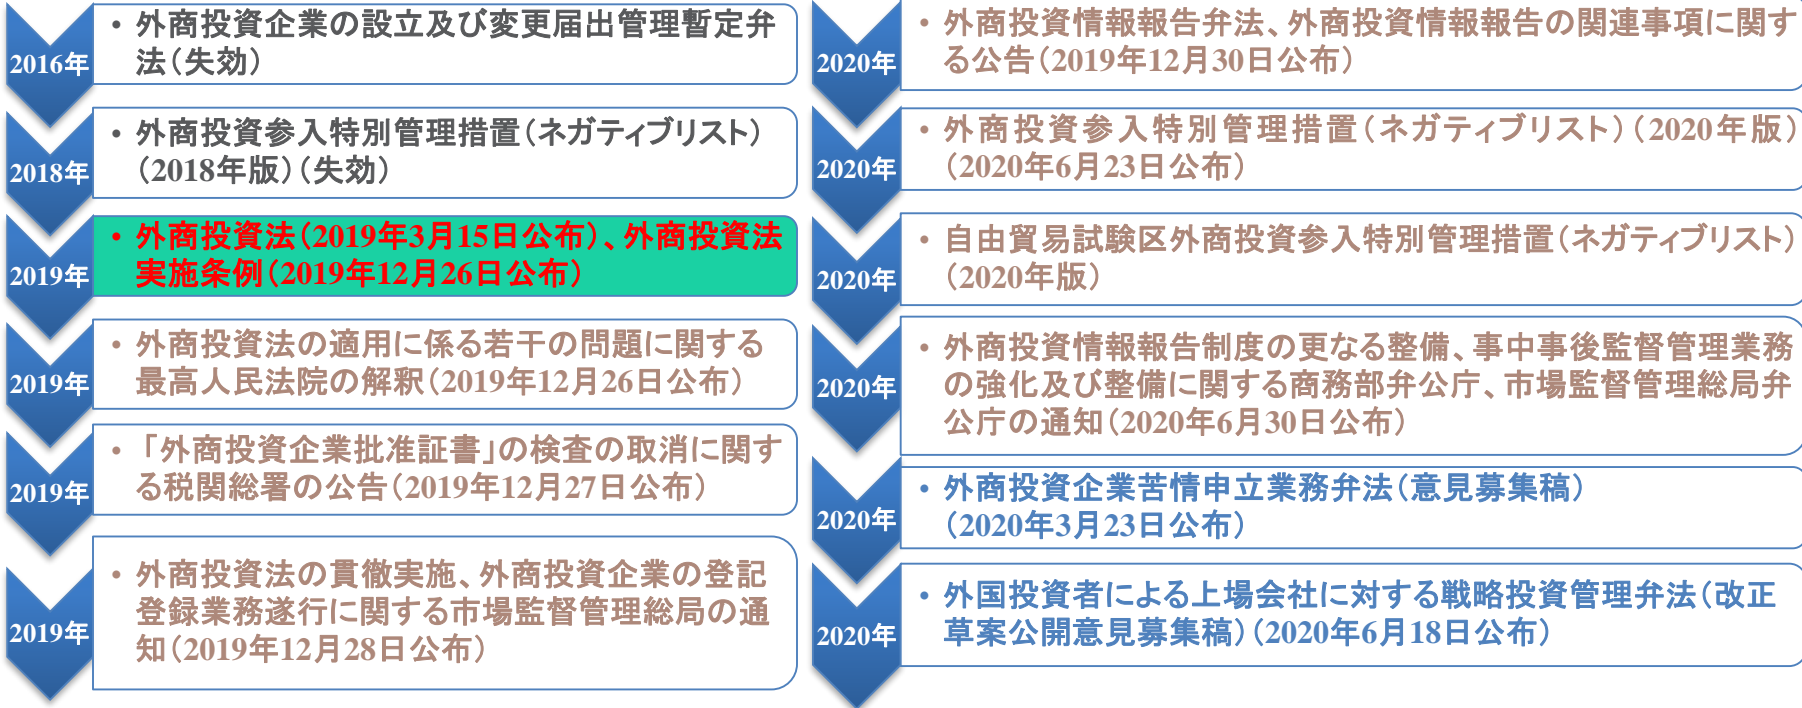 2016年
• 外商投資企業の設立及び変更届出管理暫定弁
法（失効）
2018年
• 外商投資参入特別管理措置（ネガティブリスト）
（2018年版）（失効）
2019年
• 外商投資法（2019年3月15日公布）、外商投資法
実施条例（2019年12月26日公布）
2019年
• 外商投資法の適用に係る若干の問題に関する
最高人民法院の解釈（2019年12月26日公布）
2019年
• 「外商投資企業批准証書」の検査の取消に関す
る税関総署の公告（2019年12月27日公布）
2019年
• 外商投資法の貫徹実施、外商投資企業の登記
登録業務遂行に関する市場監督管理総局の通
知（2019年12月28日公布）
2020年
• 外商投資情報報告弁法、外商投資情報報告の関連事項に関す
る公告（2019年12月30日公布）
2020年
• 外商投資参入特別管理措置（ネガティブリスト）（2020年版）
（2020年6月23日公布）
2020年
• 自由貿易試験区外商投資参入特別管理措置（ネガティブリスト）
（2020年版）
2020年
• 外商投資情報報告制度の更なる整備、事中事後監督管理業務
の強化及び整備に関する商務部弁公庁、市場監督管理総局弁
公庁の通知（2020年6月30日公布）
2020年
• 外商投資企業苦情申立業務弁法（意見募集稿）
（2020年3月23日公布）
2020年
• 外国投資者による上場会社に対する戦略投資管理弁法（改正
草案公開意見募集稿）（2020年6月18日公布）